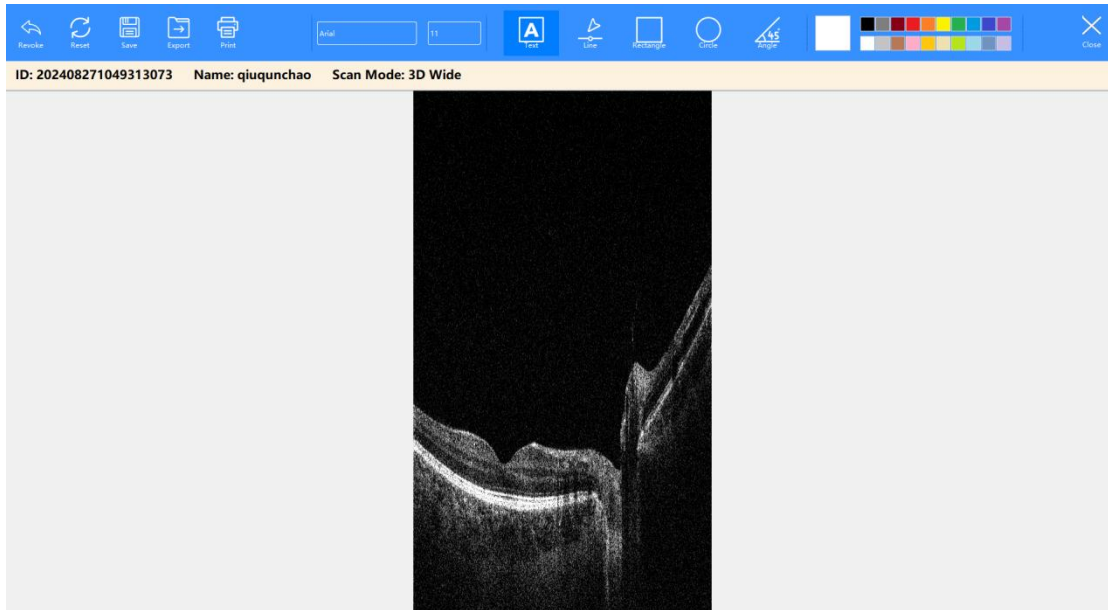 Revoke Reset Save Export Print Arial 11 A Text Line Rectangle Circle 45° Angle Close
ID: 202408271049313073 Name: qiuqunchao Scan Mode: 3D Wide